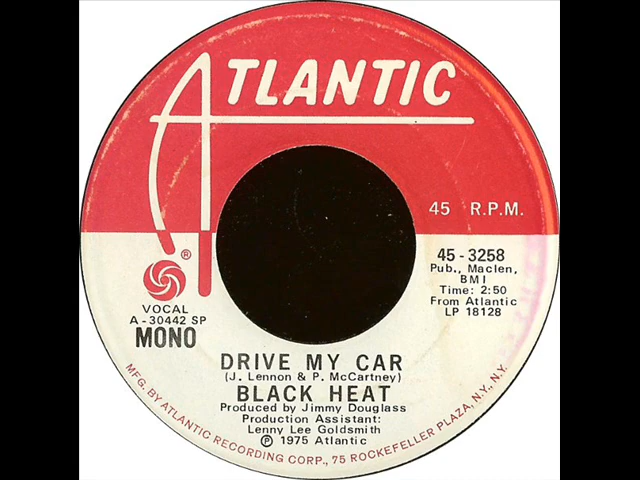 ATLANTIC
45 R.P.M.
®
VOCAL
A - 30442 SP
MONO
45 - 3258
Pub., Maclen,
BMI
Time: 2:50
From Atlantic
LP 18128
DRIVE MY CAR
(J. Lennon & P. McCartney)
BLACK HEAT
Produced by Jimmy Douglass
Production Assistant:
Lenny Lee Goldsmith
℗ 1975 Atlantic
MFG. BY ATLANTIC RECORDING CORP., 75 ROCKEFELLER PLAZA, N.Y. N.Y.